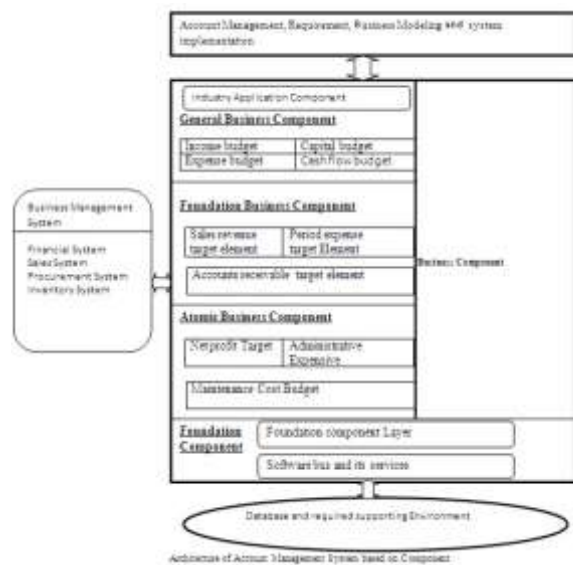 Account Management, Requirement, Business Modeling and system
implementation
Industry Application Component
General Business Component
Income budget
Capital budget
Expense budget
Cash flow budget
Foundation Business Component
Sales revenue
target element
Period expense
target Element
Accounts receivable target element
Business Component
Business Management
System
Financial System
Sales System
Procurement System
Inventory System
Atomic Business Component
Net profit Target
Administrative
Expensive
Maintenance Cost Budget
Foundation
Component
Foundation component Layer
Software bus and its services
Database and required supporting Environment
Architecture of Account Management System based on Component